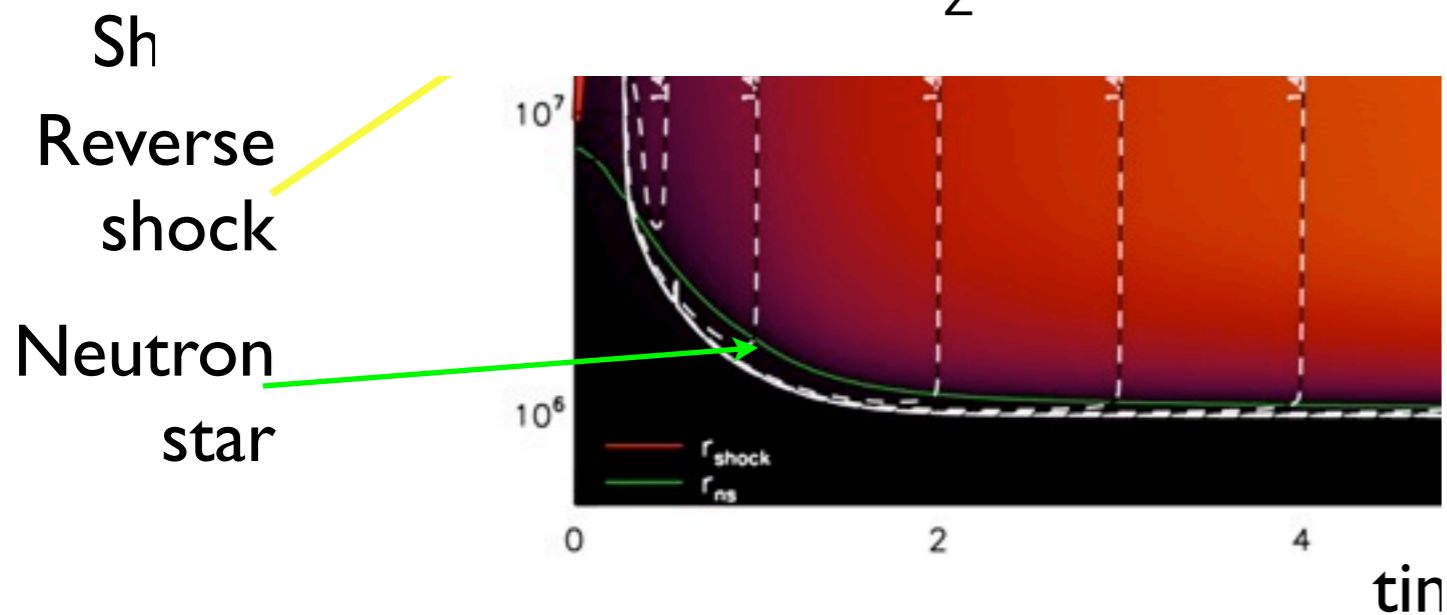 Sh
Reverse
shock
Neutron
star
10⁷
10⁶
r_shock
r_ns
0 2 4
tin